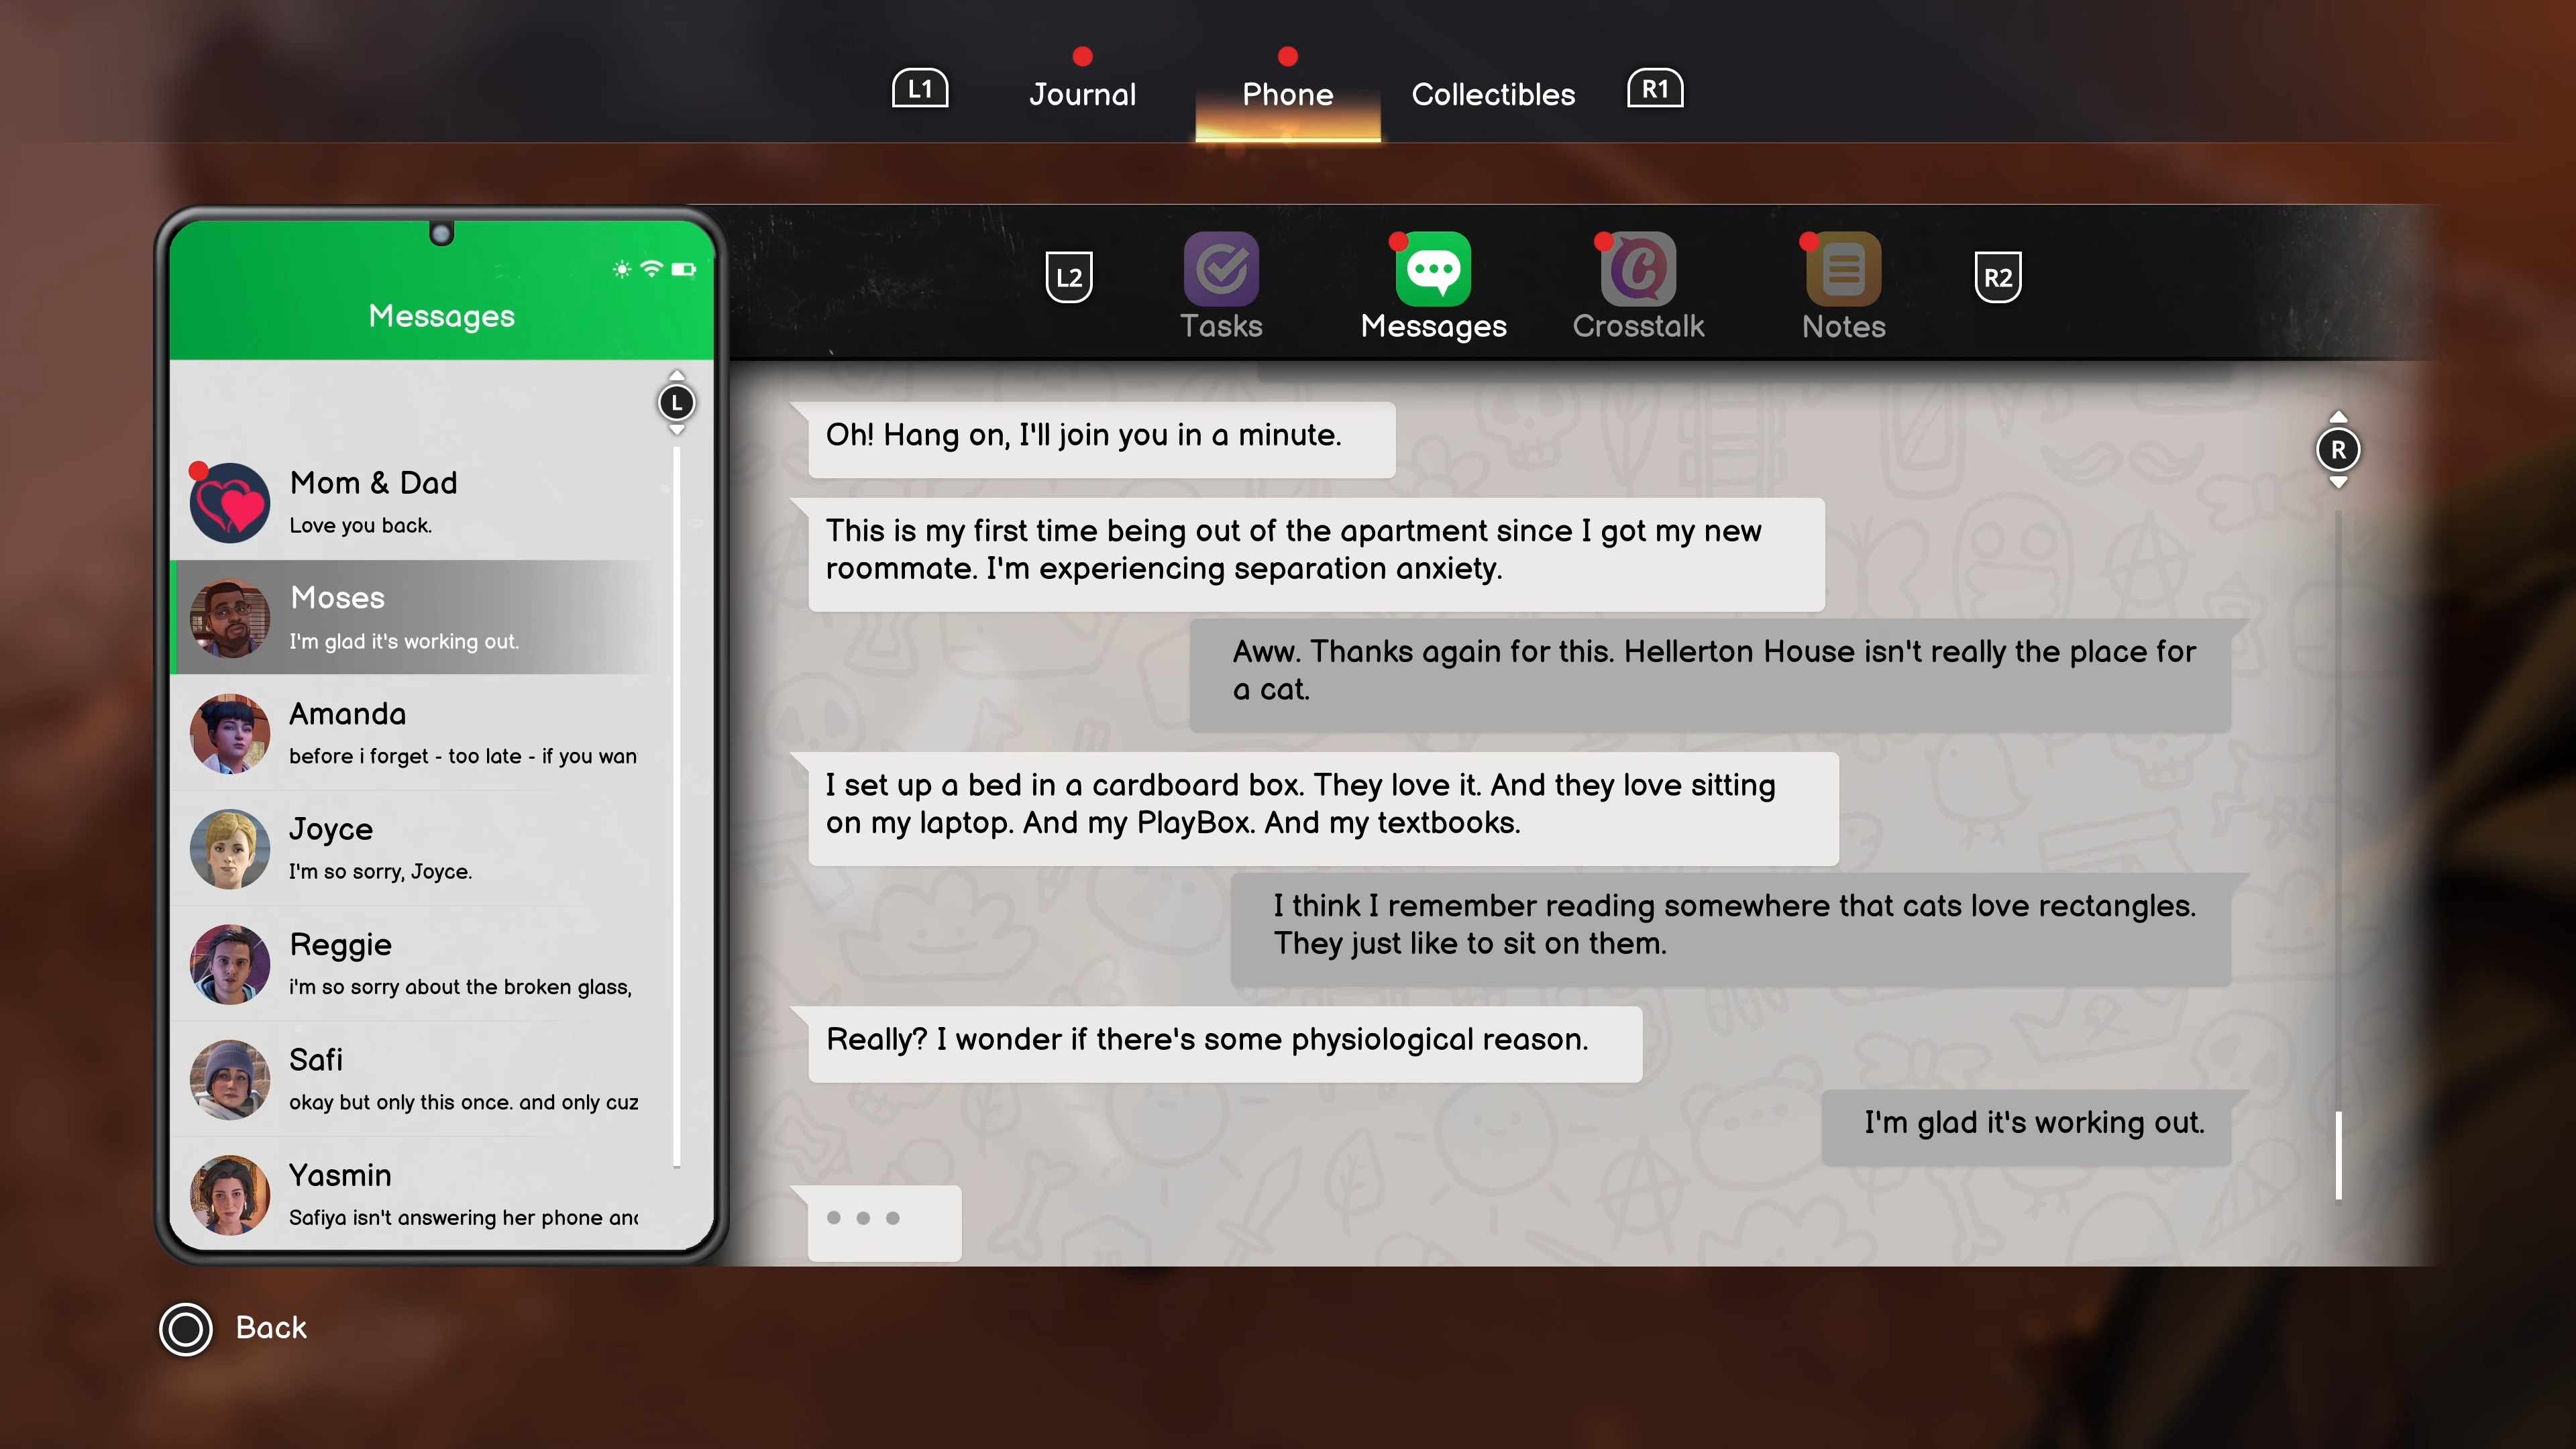 L1
Journal
Phone
Collectibles
R1
Messages
L
Mom & Dad
Love you back.
Moses
I'm glad it's working out.
Amanda
before i forget - too late - if you wan
Joyce
I'm so sorry, Joyce.
Reggie
i'm so sorry about the broken glass,
Safi
okay but only this once. and only cuz
Yasmin
Safiya isn't answering her phone and
L2
Tasks
Messages
Crosstalk
Notes
R2
Oh! Hang on, I'll join you in a minute.
This is my first time being out of the apartment since I got my new
roommate. I'm experiencing separation anxiety.
Aww. Thanks again for this. Hellerton House isn't really the place for
a cat.
I set up a bed in a cardboard box. They love it. And they love sitting
on my laptop. And my PlayBox. And my textbooks.
I think I remember reading somewhere that cats love rectangles.
They just like to sit on them.
Really? I wonder if there's some physiological reason.
I'm glad it's working out.
R
Back